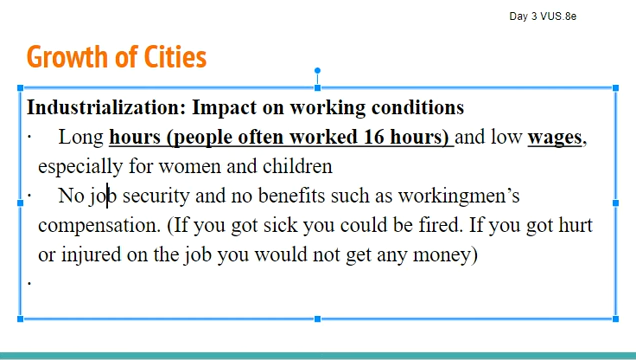 Day 3 VUS.8e
Growth of Cities
Industrialization: Impact on working conditions
· Long hours (people often worked 16 hours) and low wages,
especially for women and children
· No job security and no benefits such as workingmen’s
compensation. (If you got sick you could be fired. If you got hurt
or injured on the job you would not get any money)
·